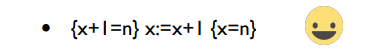 • {x+1=n} x:=x+1 {x=n}